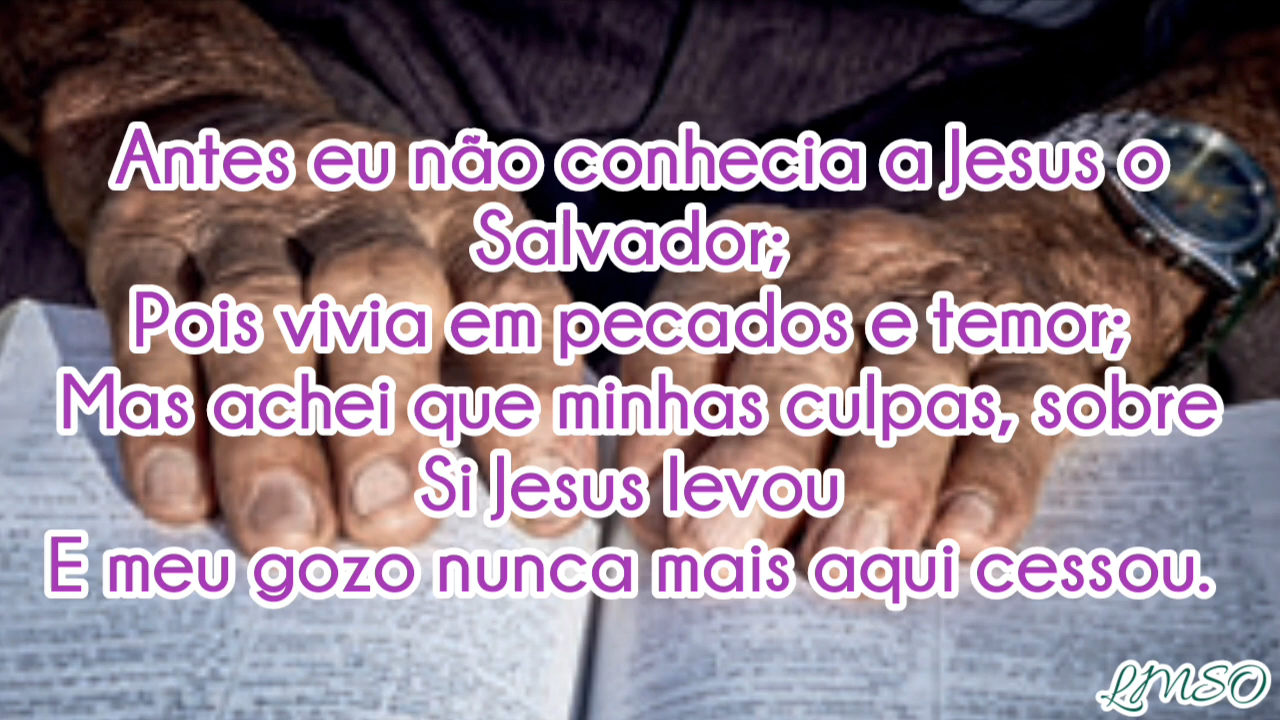 Antes eu não conhecia a Jesus o
Salvador;
Pois vivia em pecados e temor;
Mas achei que minhas culpas, sobre
Si Jesus levou
E meu gozo nunca mais aqui cessou.
LMSO